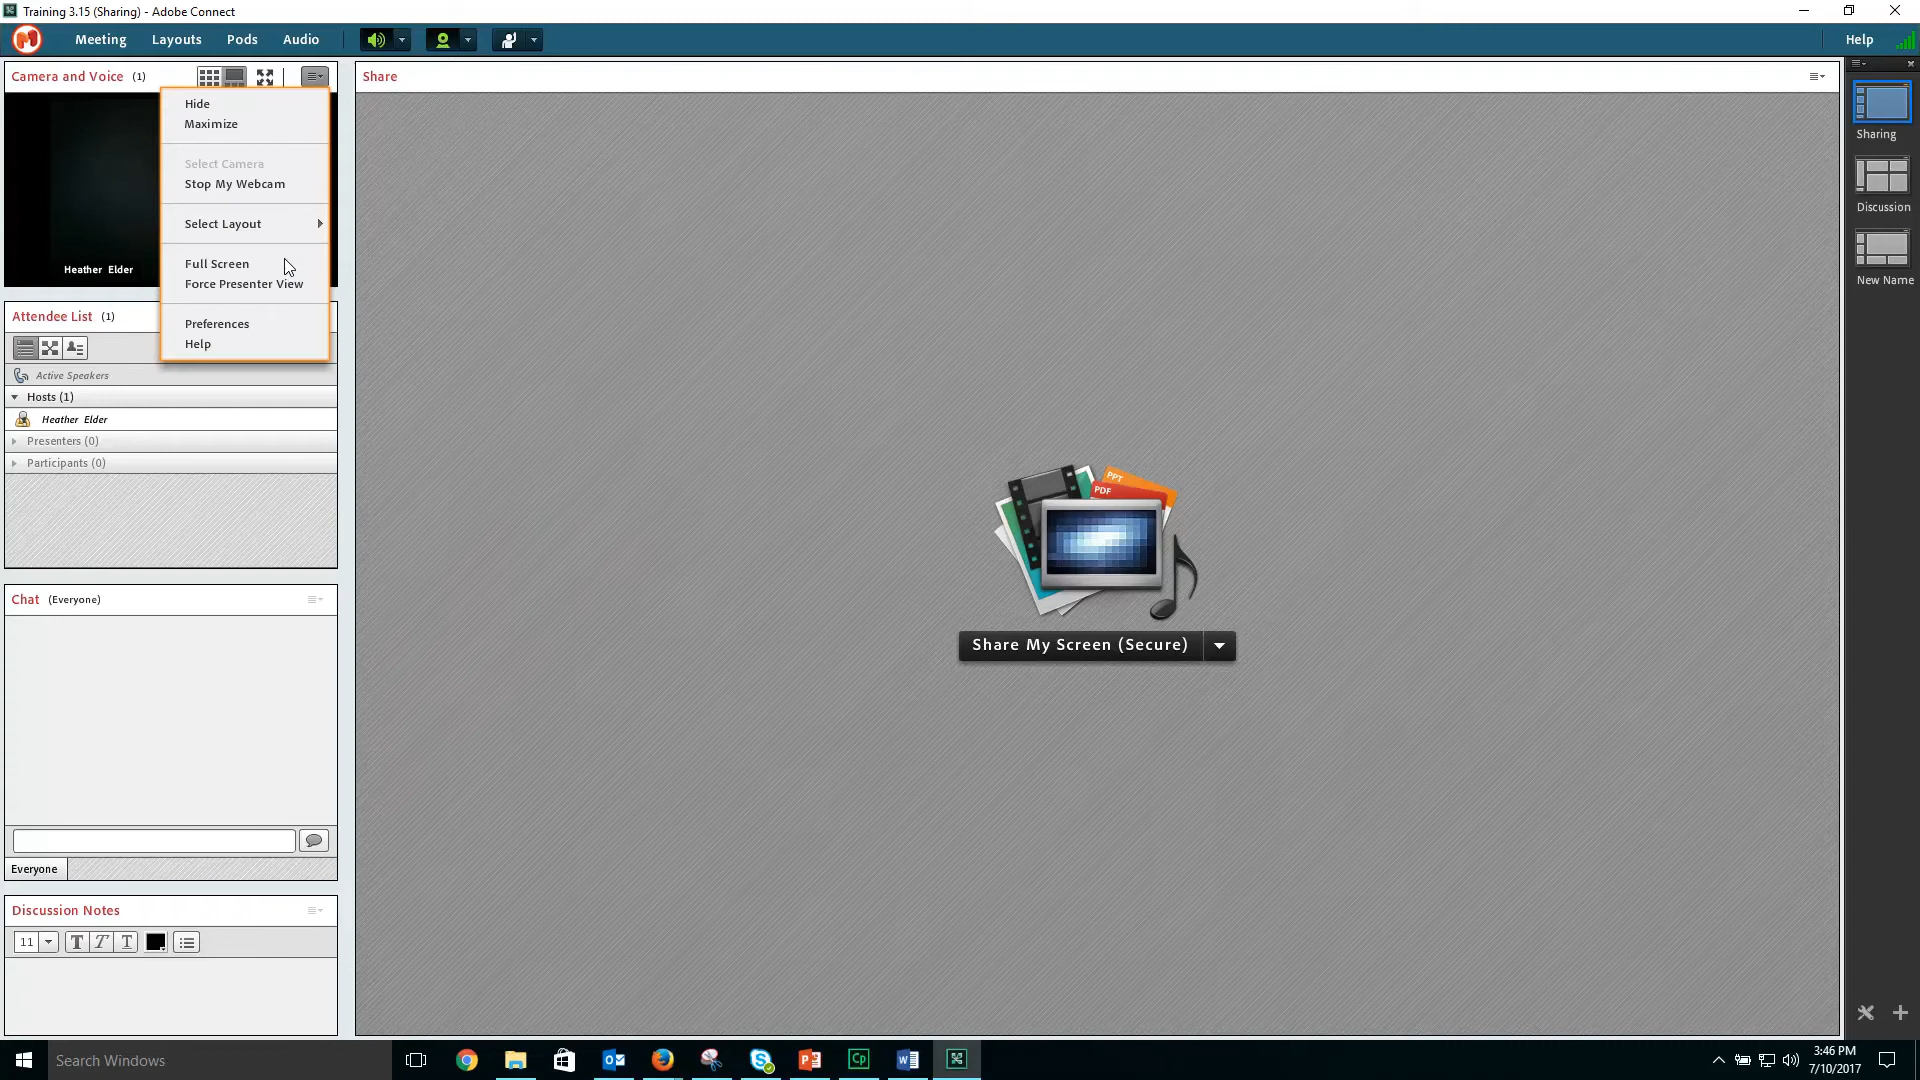 Training 3.15 (Sharing) - Adobe Connect
Meeting Layouts Pods Audio Help
Camera and Voice (1)
Hide
Maximize
Select Camera
Stop My Webcam
Select Layout
Full Screen
Force Presenter View
Preferences
Help
Heather Elder
Attendee List (1)
Active Speakers
Hosts (1)
Heather Elder
Presenters (0)
Participants (0)
Chat (Everyone)
Everyone
Discussion Notes
11 T T T
Share
PPT
PDF
Share My Screen (Secure)
Sharing
Discussion
New Name
Search Windows
Cp
3:46 PM
7/10/2017